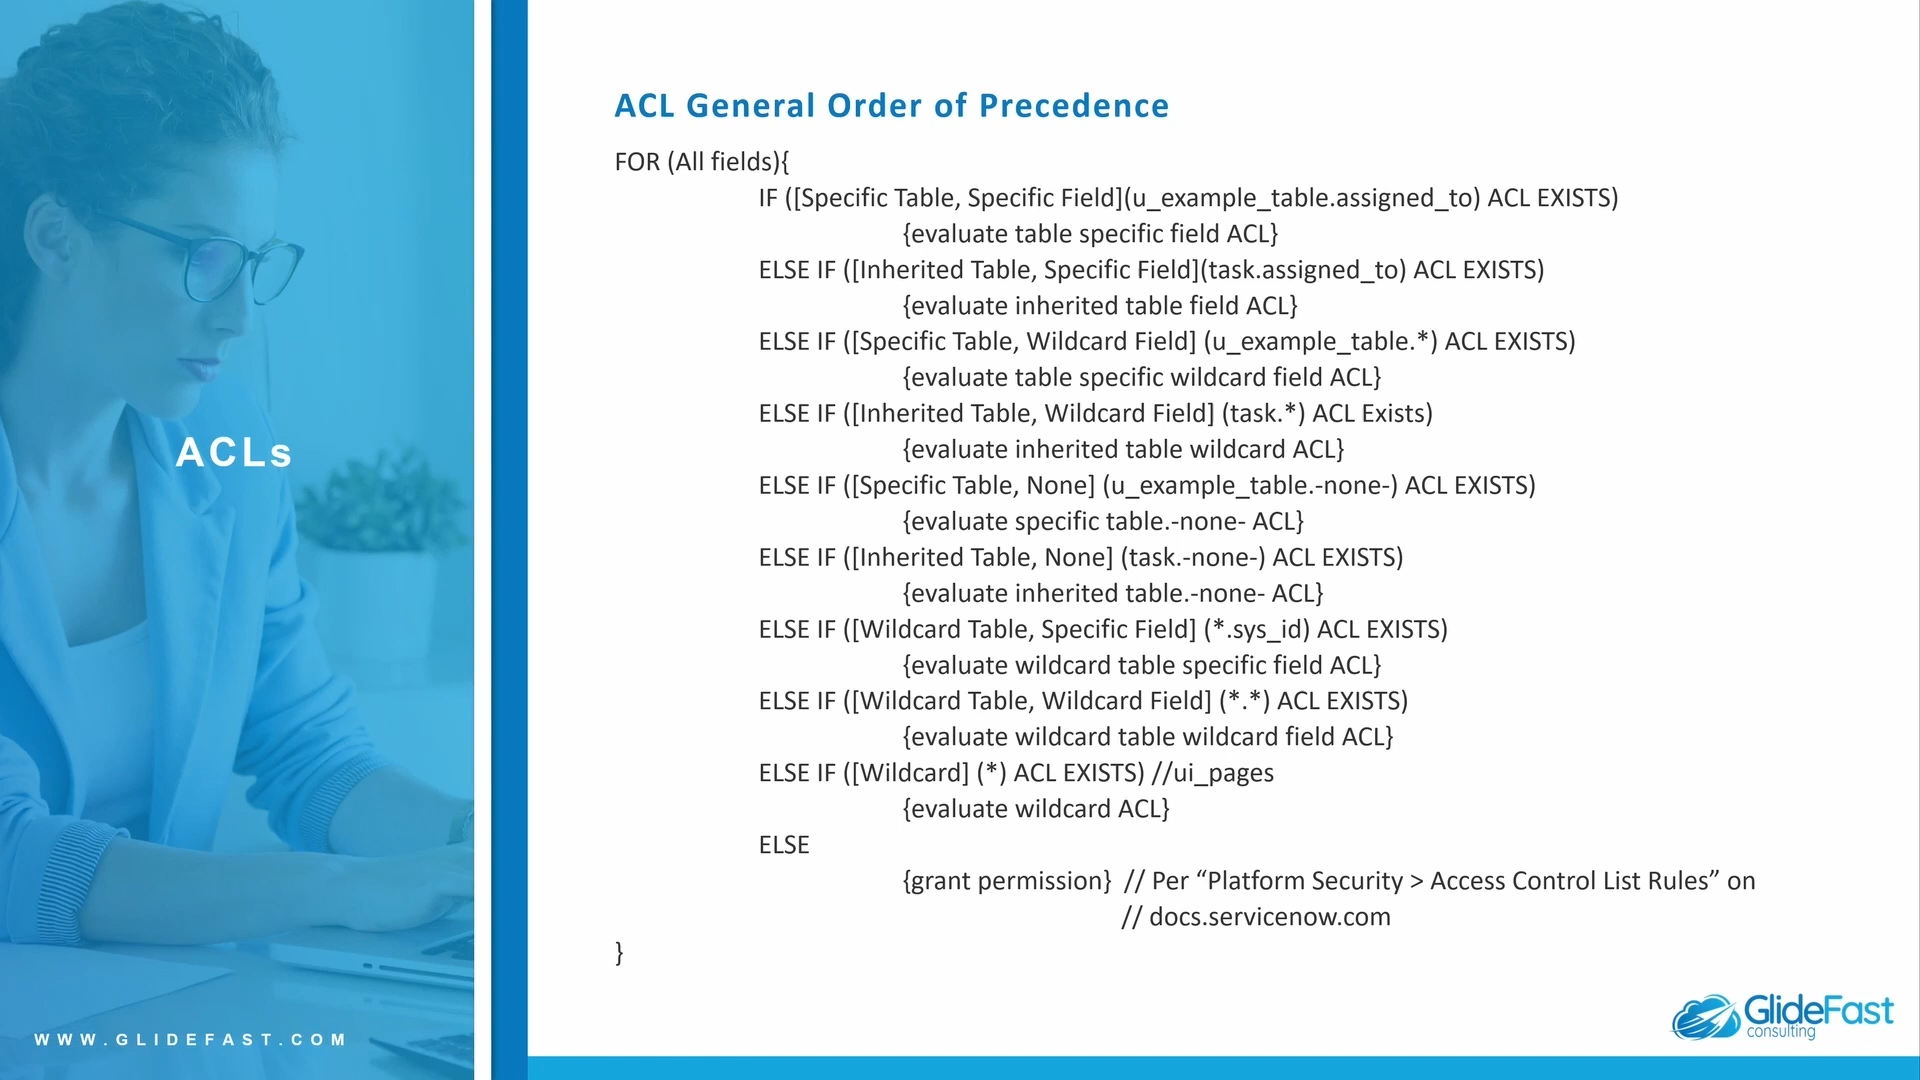 ACLs
WWW.GLIDEFAST.COM
ACL General Order of Precedence
FOR (All fields){
IF ([Specific Table, Specific Field](u_example_table.assigned_to) ACL EXISTS)
{evaluate table specific field ACL}
ELSE IF ([Inherited Table, Specific Field](task.assigned_to) ACL EXISTS)
{evaluate inherited table field ACL}
ELSE IF ([Specific Table, Wildcard Field] (u_example_table.*) ACL EXISTS)
{evaluate table specific wildcard field ACL}
ELSE IF ([Inherited Table, Wildcard Field] (task.*) ACL Exists)
{evaluate inherited table wildcard ACL}
ELSE IF ([Specific Table, None] (u_example_table.-none-) ACL EXISTS)
{evaluate specific table.-none- ACL}
ELSE IF ([Inherited Table, None] (task.-none-) ACL EXISTS)
{evaluate inherited table.-none- ACL}
ELSE IF ([Wildcard Table, Specific Field] (*.sys_id) ACL EXISTS)
{evaluate wildcard table specific field ACL}
ELSE IF ([Wildcard Table, Wildcard Field] (*.*) ACL EXISTS)
{evaluate wildcard table wildcard field ACL}
ELSE IF ([Wildcard] (*) ACL EXISTS) //ui_pages
{evaluate wildcard ACL}
ELSE
{grant permission} // Per “Platform Security > Access Control List Rules” on
// docs.servicenow.com
}
GlideFast
consulting